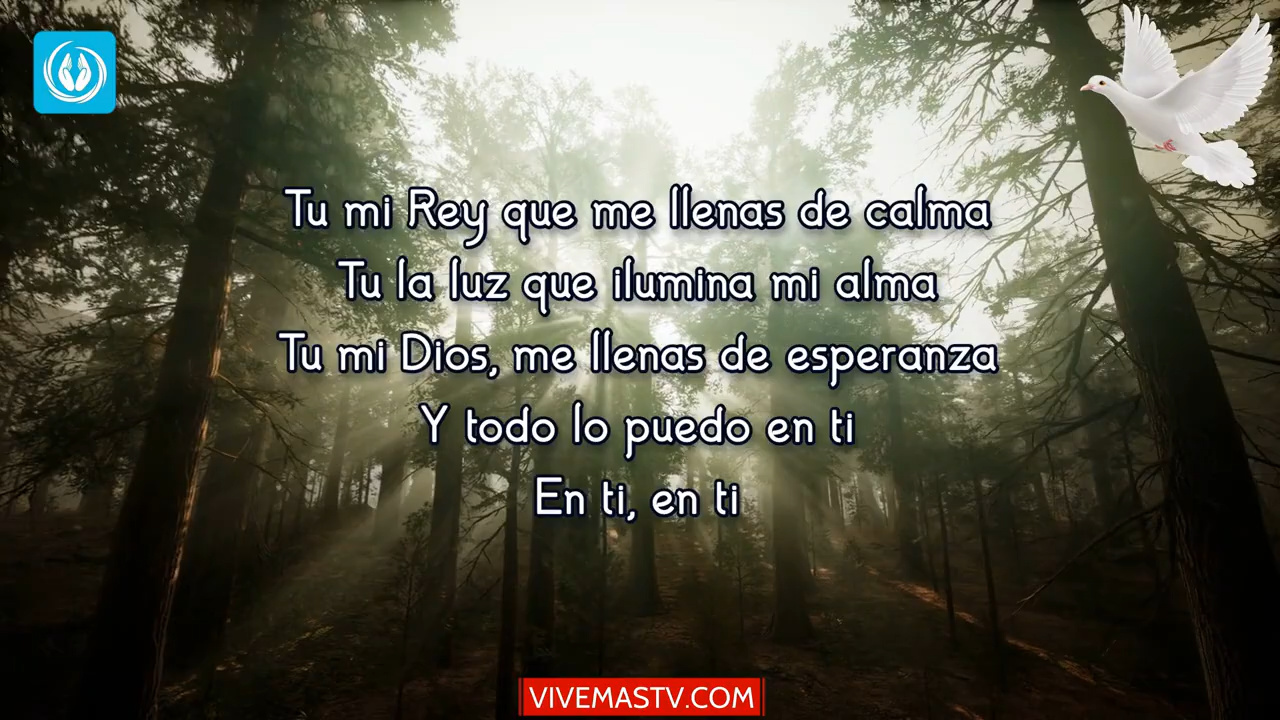 Tu mi Rey que me llenas de calma
Tu la luz que ilumina mi alma
Tu mi Dios, me llenas de esperanza
Y todo lo puedo en ti
En ti, en ti
VIVEMASTV.COM